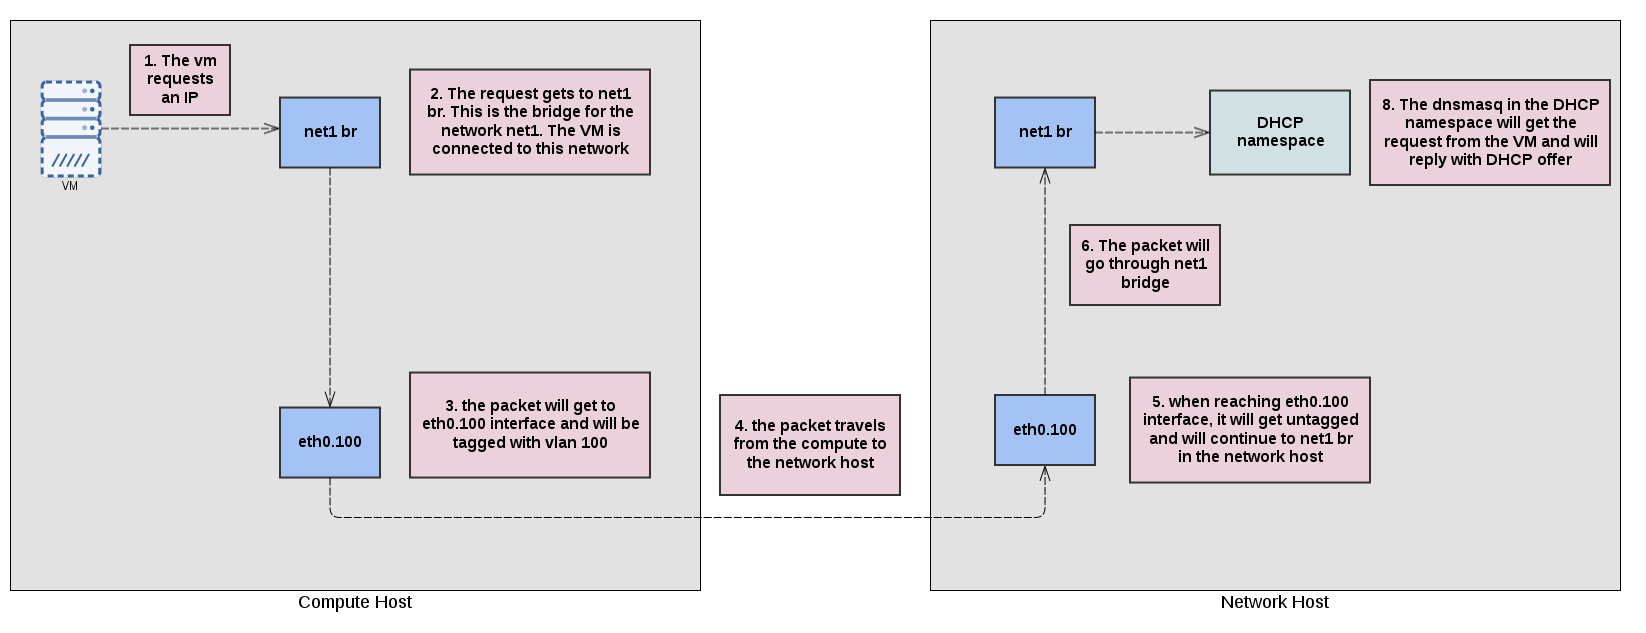 1. The vm
requests
an IP
VM
net1 br
2. The request gets to net1
br. This is the bridge for the
network net1. The VM is
connected to this network
eth0.100
3. the packet will get to
eth0.100 interface and will be
tagged with vlan 100
Compute Host
4. the packet travels
from the compute to
the network host
eth0.100
5. when reaching eth0.100
interface, it will get untagged
and will continue to net1 br
in the network host
6. The packet will
go through net1
bridge
net1 br
DHCP
namespace
8. The dnsmasq in the DHCP
namespace will get the
request from the VM and will
reply with DHCP offer
Network Host